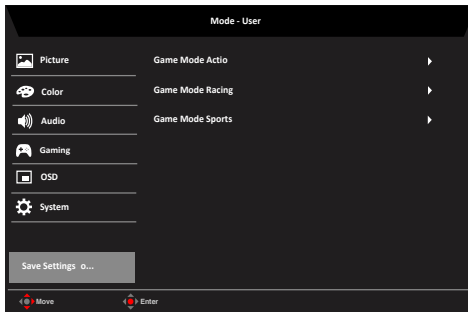 Mode - User
Picture
Game Mode Actio
Color
Game Mode Racing
Audio
Game Mode Sports
Gaming
OSD
System
Save Settings o...
Move
Enter